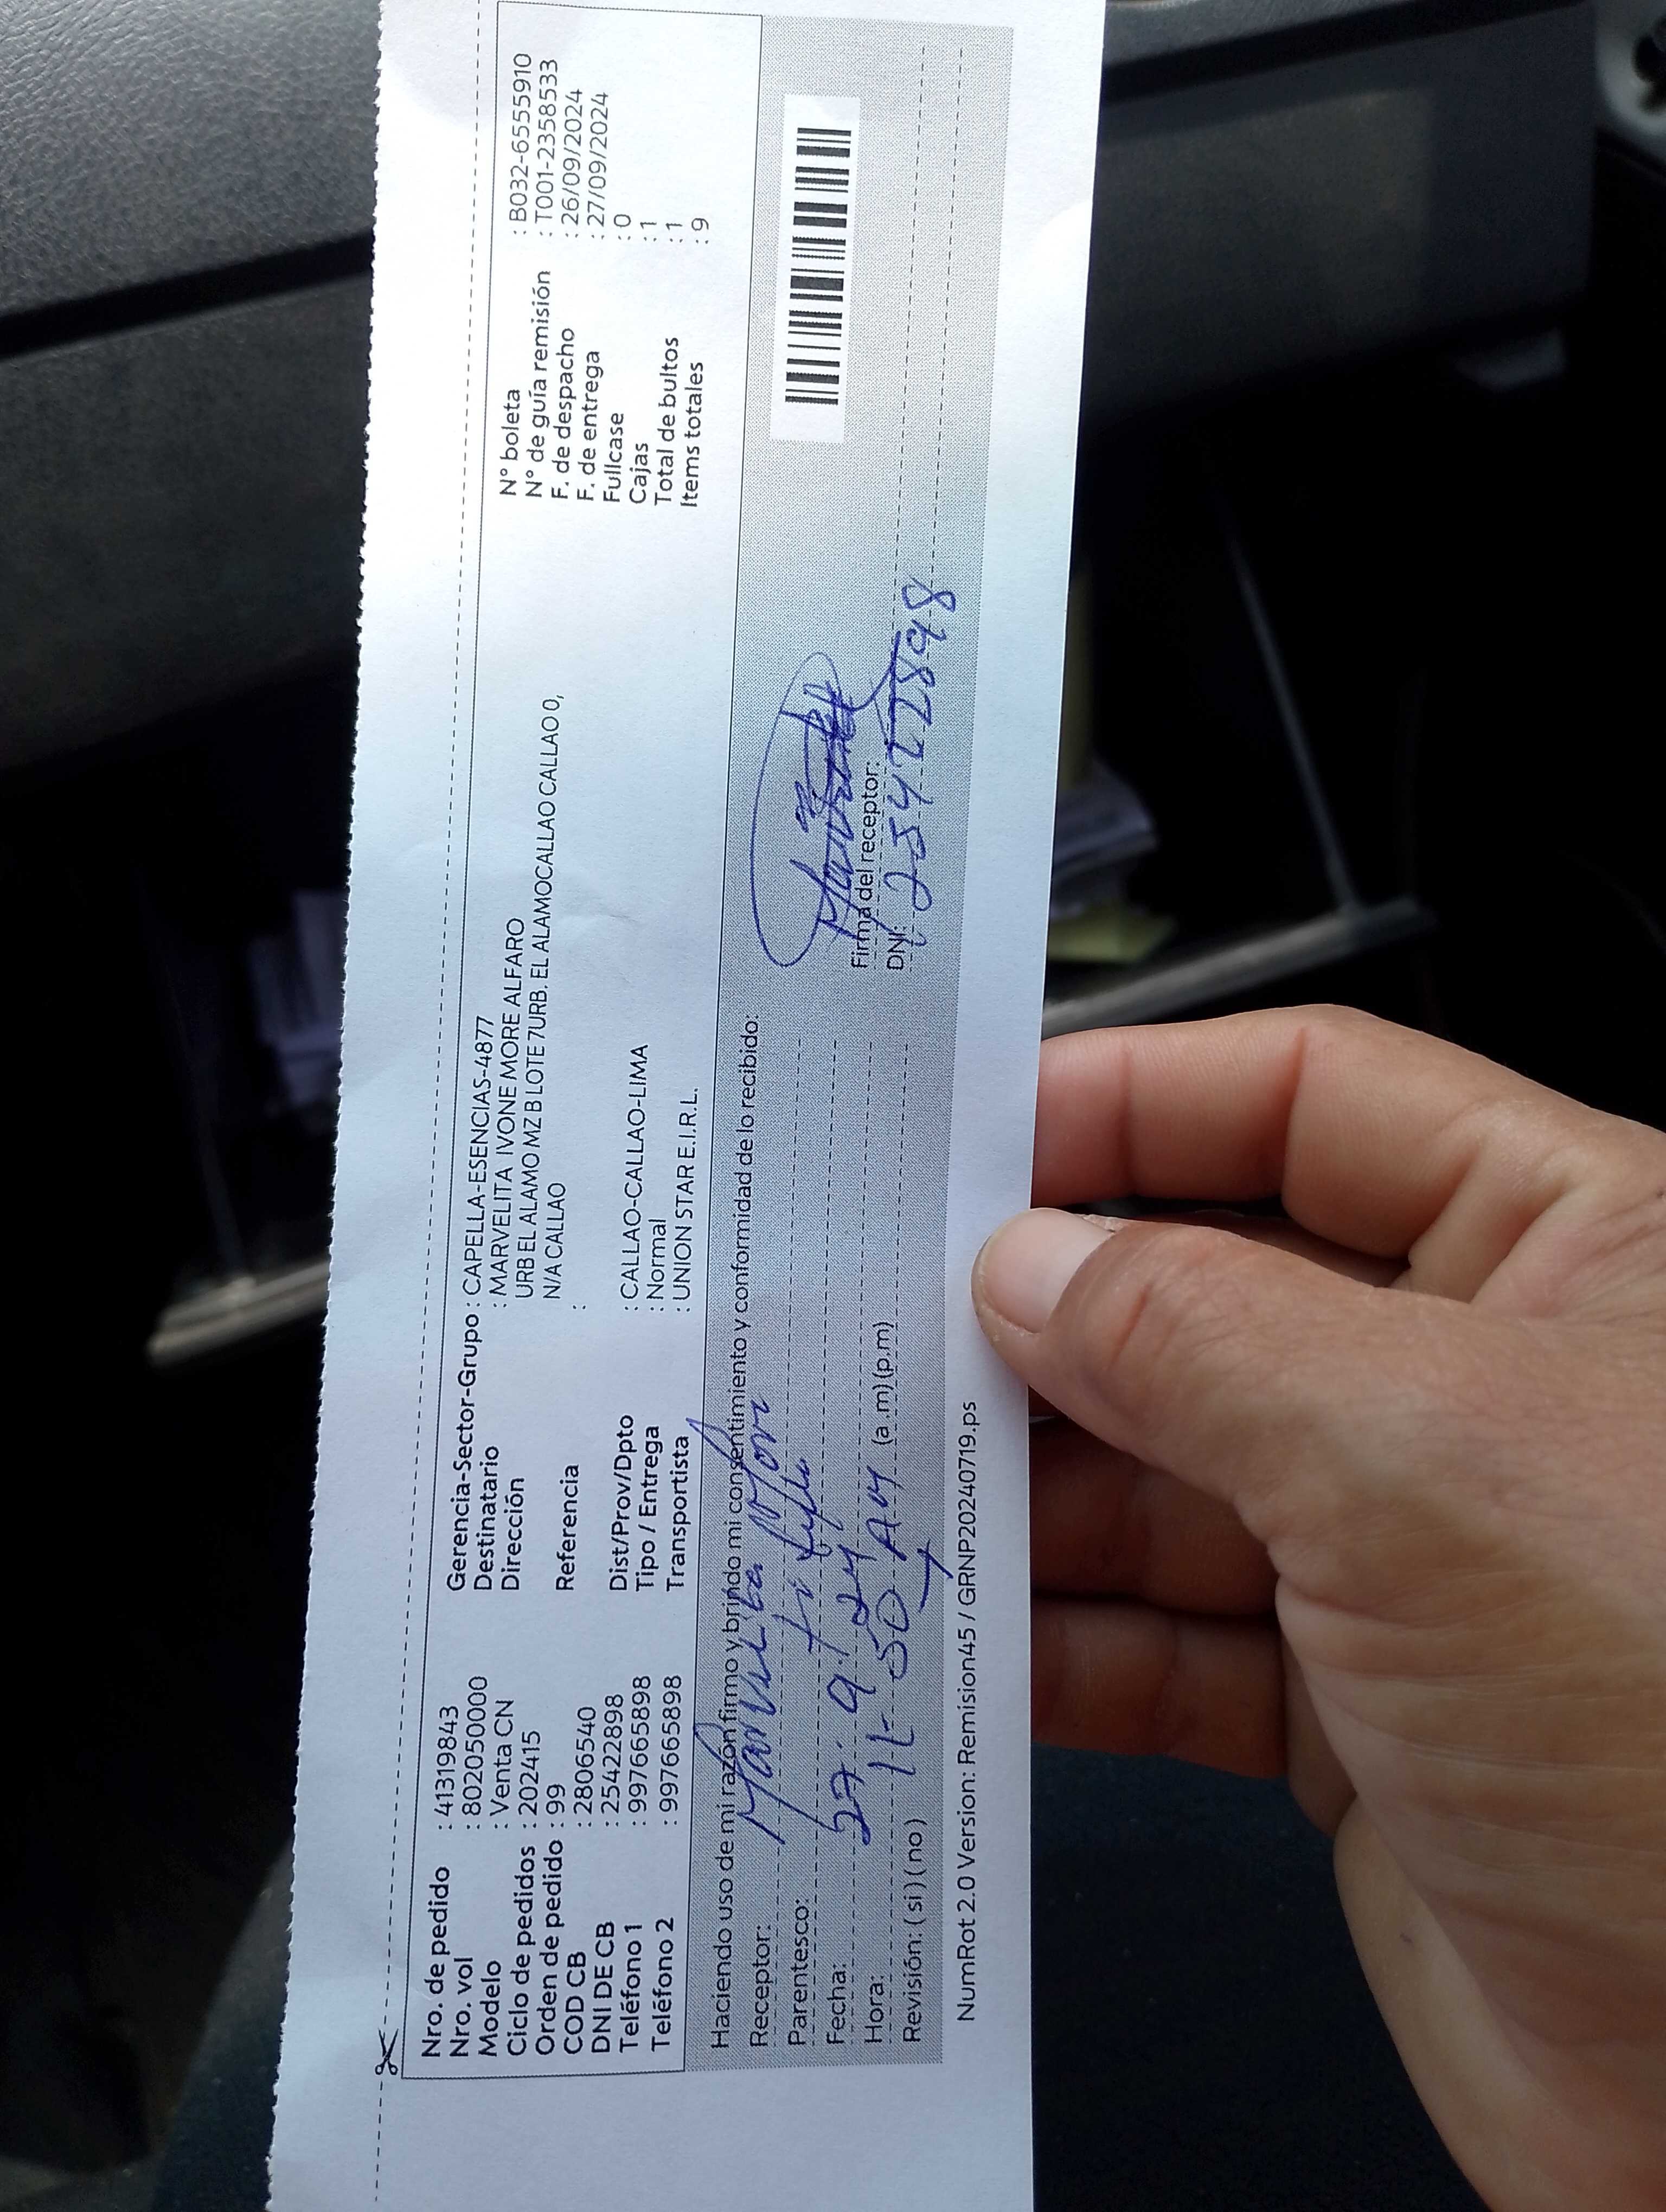 Nro. de pedido : 41319843
Nro. vol : 802050000
Modelo : Venta CN
Ciclo de pedidos : 202415
Orden de pedido : 99
COD CB : 2806540
DNI DE CB : 25422898
Teléfono 1 : 997665898
Teléfono 2 : 997665898
Gerencia-Sector-Grupo : CAPELLA-ESENCIAS-4877
Destinatario : MARVELITA IVONE MORE ALFARO
Dirección URB EL ALAMO MZ B LOTE 7URB. EL ALAMOCALLAO CALLAO 0,
N/A CALLAO
Referencia :
Dist/Prov/Dpto : CALLAO-CALLAO-LIMA
Tipo / Entrega : Normal
Transportista : UNION STAR E.I.R.L.
N° boleta : B032-6555910
N° de guía remisión : T001-2358533
F. de despacho : 26/09/2024
F. de entrega : 27/09/2024
Fullcase : 0
Cajas : 1
Total de bultos : 1
Items totales : 9
Haciendo uso de mi razón firmo y brindo mi consentimiento y conformidad de lo recibido:
Receptor: Marvelita More
Parentesco:
Fecha: 27. 9. 24
Hora: 11= 50 AM (a.m) (p.m)
Revisión: ( si ) ( no )
Firma del receptor:
DNI: 25422898
NumRot 2.0 Version: Remision45 / GRNP20240719.ps